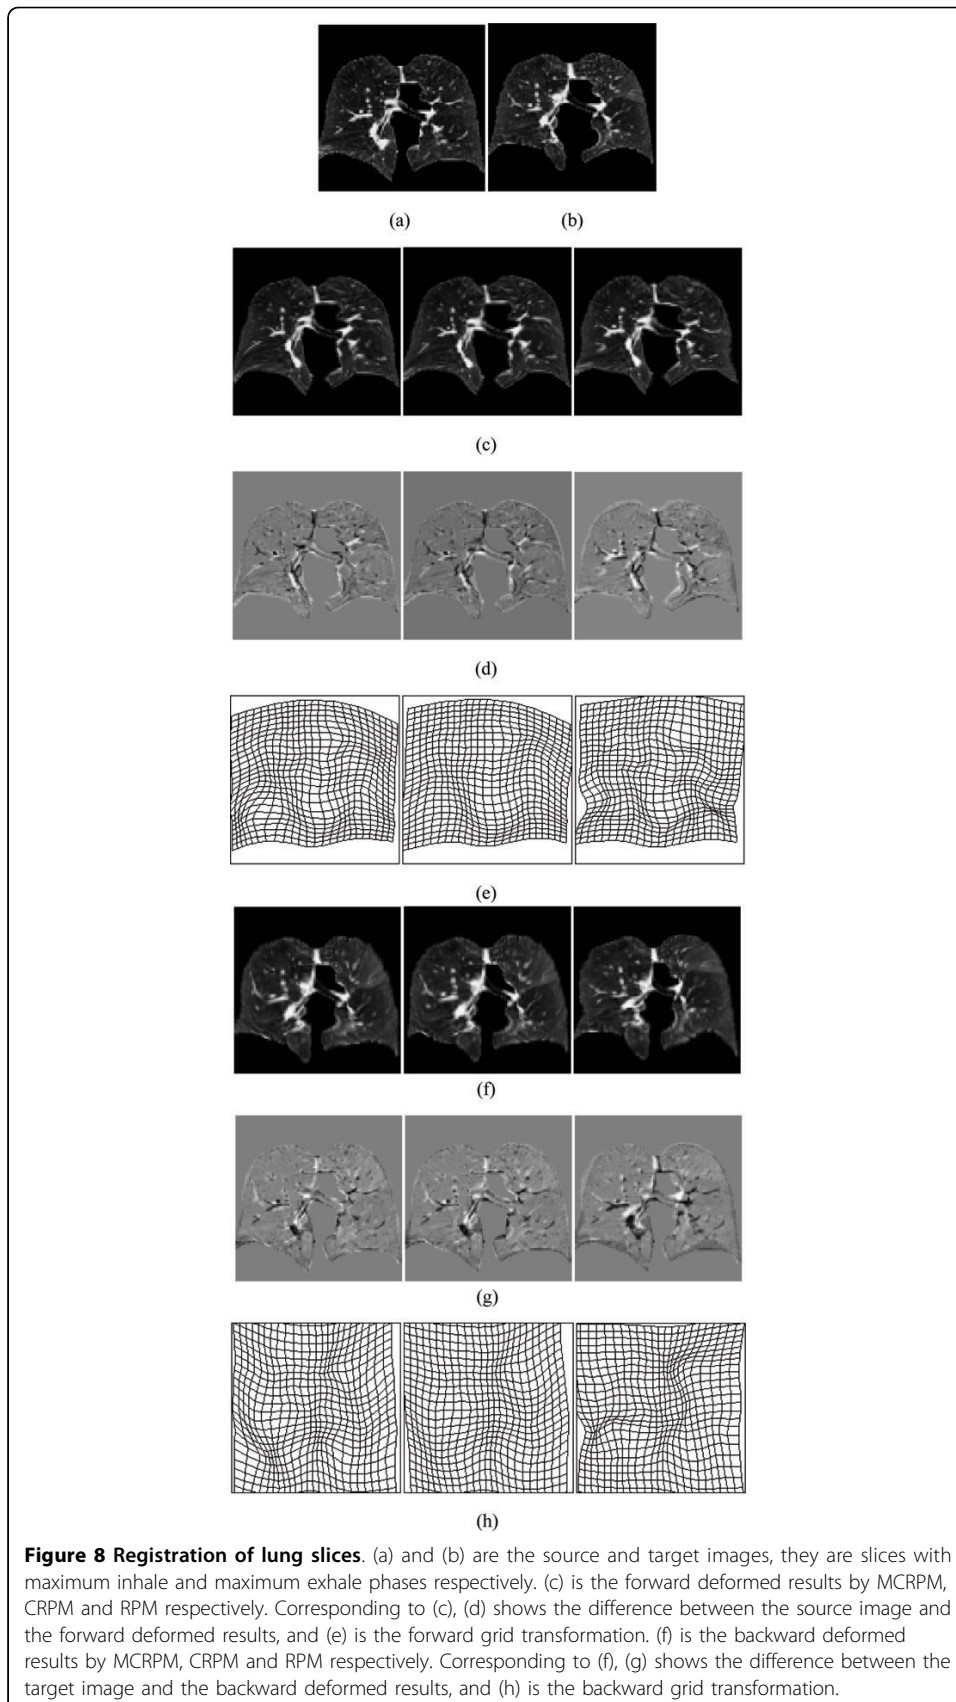 (a) (b)
(c)
(d)
(e)
(f)
(g)
(h)
Figure 8 Registration of lung slices. (a) and (b) are the source and target images, they are slices with
maximum inhale and maximum exhale phases respectively. (c) is the forward deformed results by MCRPM,
CRPM and RPM respectively. Corresponding to (c), (d) shows the difference between the source image and
the forward deformed results, and (e) is the forward grid transformation. (f) is the backward deformed
results by MCRPM, CRPM and RPM respectively. Corresponding to (f), (g) shows the difference between the
target image and the backward deformed results, and (h) is the backward grid transformation.